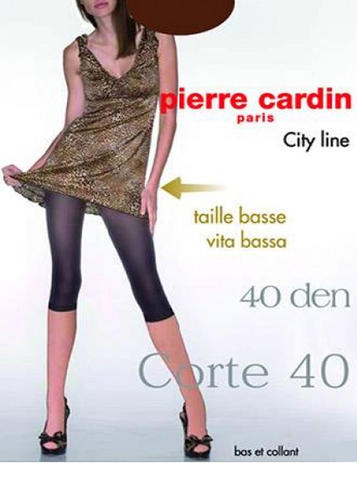 pierre cardin
paris
City line
taille basse
vita bassa
40 den
Corte 40
bas et collant